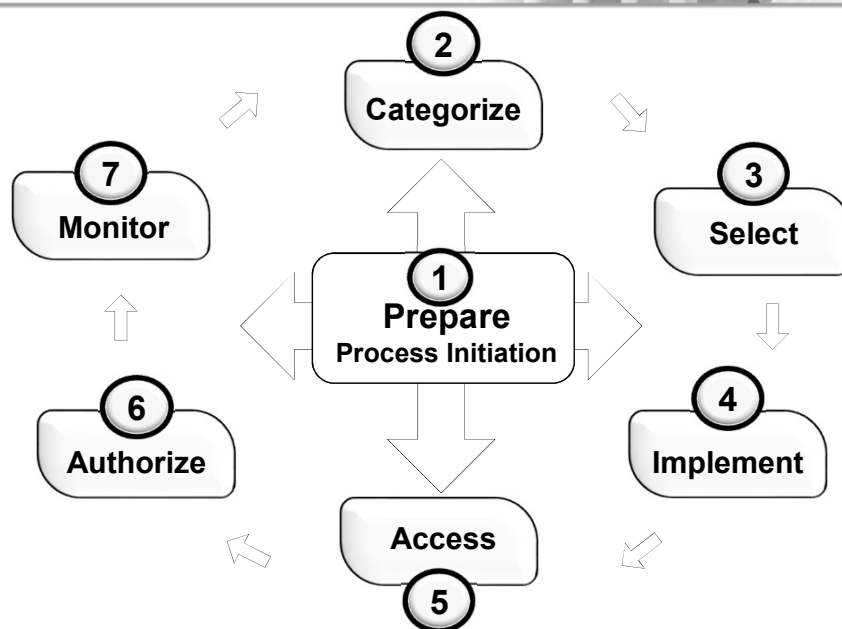 1
Prepare
Process Initiation
2
Categorize
3
Select
4
Implement
Access
5
6
Authorize
7
Monitor